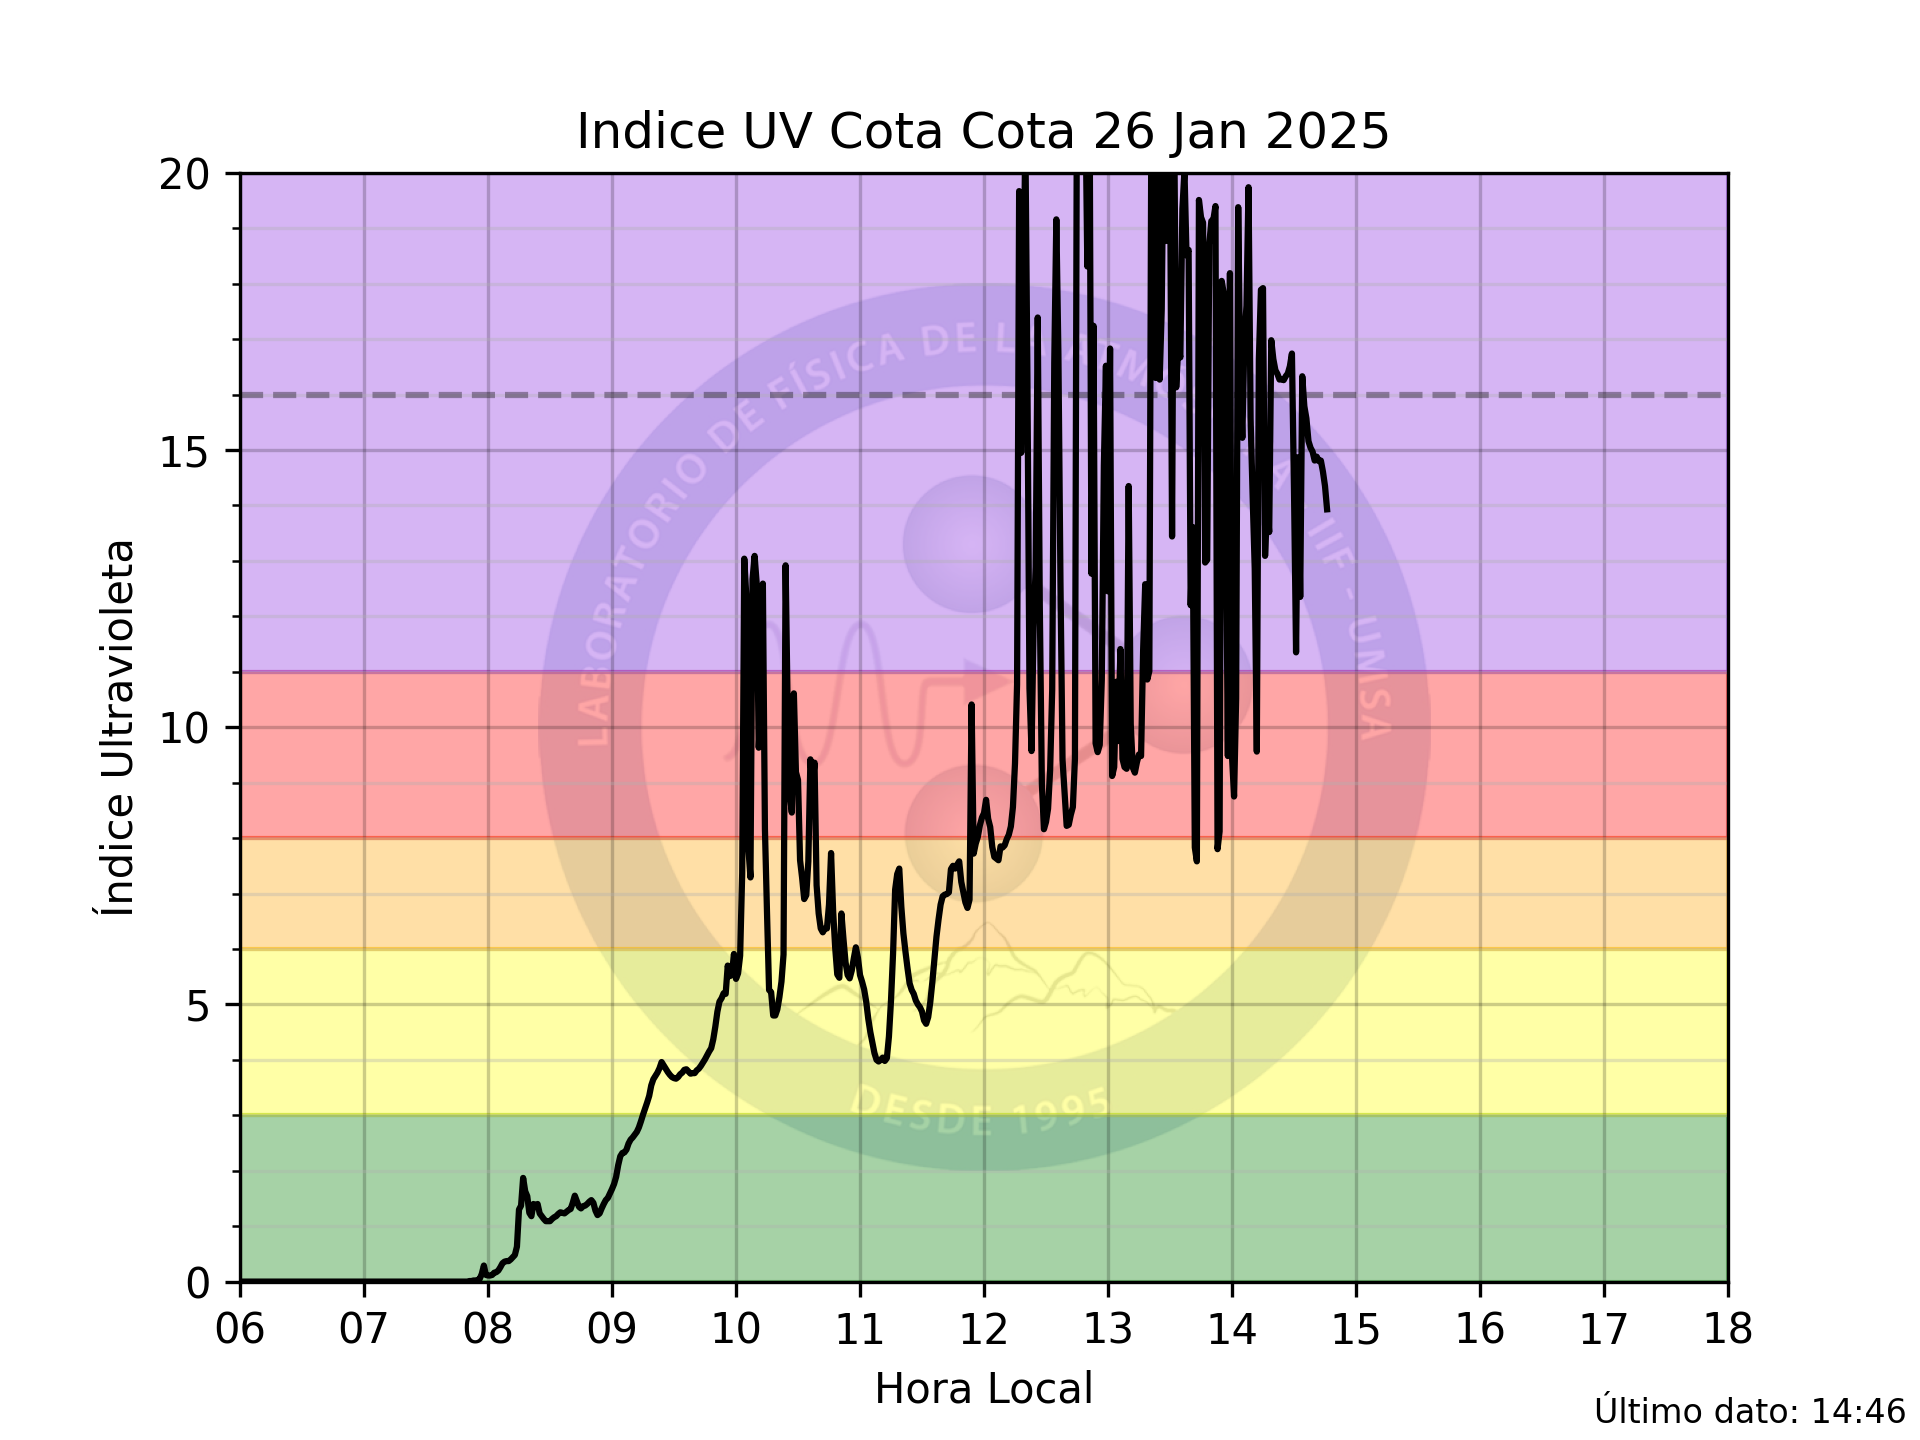 Indice UV Cota Cota 26 Jan 2025
20
15
10
5
0
Índice Ultravioleta
06 07 08 09 10 11 12 13 14 15 16 17 18
Hora Local
Último dato: 14:46
LABORATORIO DE FÍSICA DE LA
IIF - UMSA
DESDE 1995